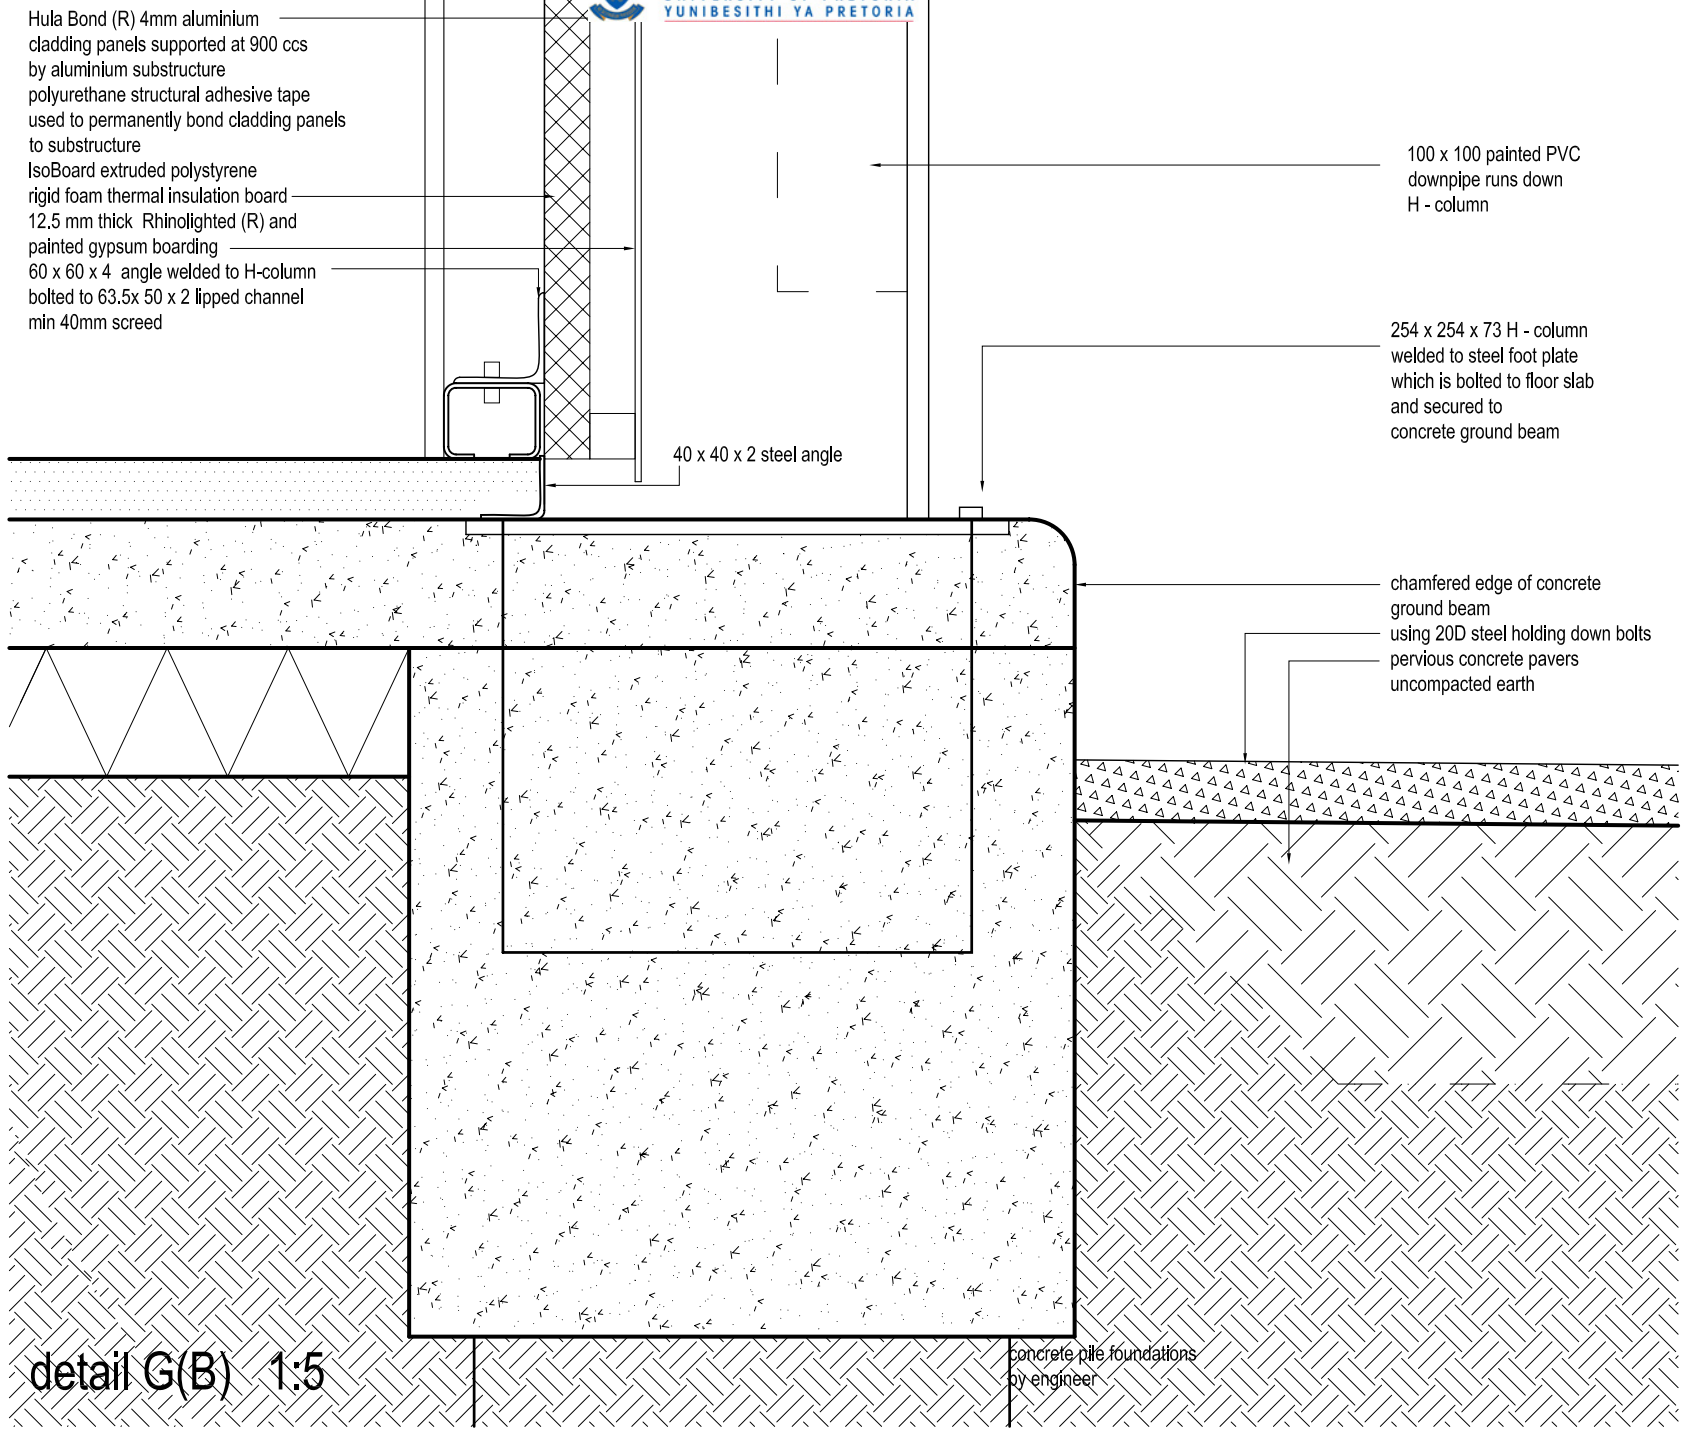 UNIVERSITY OF PRETORIA
YUNIBESITHI YA PRETORIA
Hula Bond (R) 4mm aluminium
cladding panels supported at 900 ccs
by aluminium substructure
polyurethane structural adhesive tape
used to permanently bond cladding panels
to substructure
IsoBoard extruded polystyrene
rigid foam thermal insulation board
12.5 mm thick Rhinolighted (R) and
painted gypsum boarding
60 x 60 x 4 angle welded to H-column
bolted to 63.5x 50 x 2 lipped channel
min 40mm screed
100 x 100 painted PVC
downpipe runs down
H - column
254 x 254 x 73 H - column
welded to steel foot plate
which is bolted to floor slab
and secured to
concrete ground beam
40 x 40 x 2 steel angle
chamfered edge of concrete
ground beam
using 20D steel holding down bolts
pervious concrete pavers
uncompacted earth
concrete pile foundations
by engineer
detail G(B) 1:5